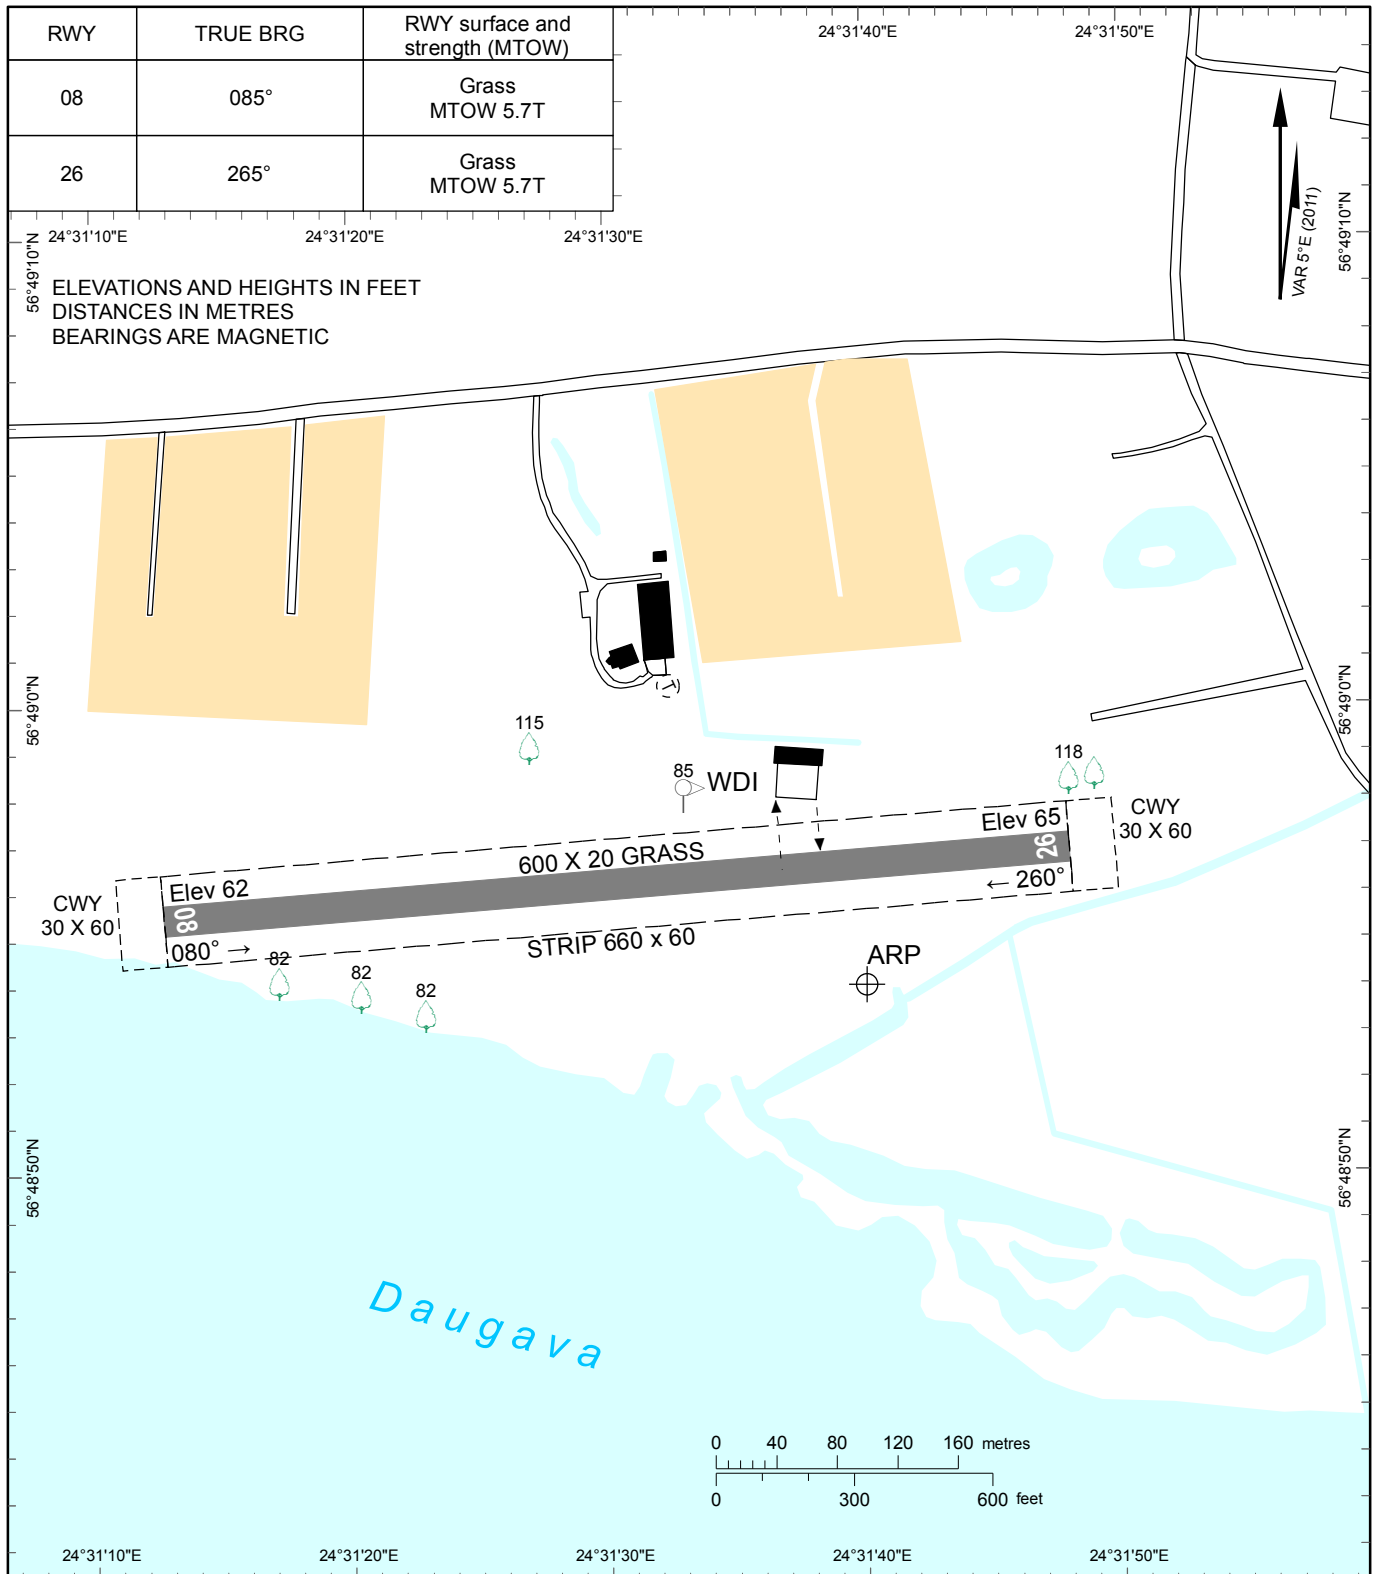 RWY TRUE BRG RWY surface and
strength (MTOW)
08 085° Grass
MTOW 5.7T
26 265° Grass
MTOW 5.7T
24°31'40"E 24°31'50"E
24°31'10"E 24°31'20"E 24°31'30"E
56°49'10"N
56°49'10"N
VAR 5°E (2011)
ELEVATIONS AND HEIGHTS IN FEET
DISTANCES IN METRES
BEARINGS ARE MAGNETIC
56°49'0"N
56°49'0"N
T
115
118
85 WDI
CWY
30 X 60
Elev 65
600 X 20 GRASS
26
← 260°
Elev 62
CWY
30 X 60
08
080° →
STRIP 660 x 60
82
82
82
ARP
56°48'50"N
56°48'50"N
Daugava
0 40 80 120 160 metres
0 300 600 feet
24°31'10"E 24°31'20"E 24°31'30"E 24°31'40"E 24°31'50"E